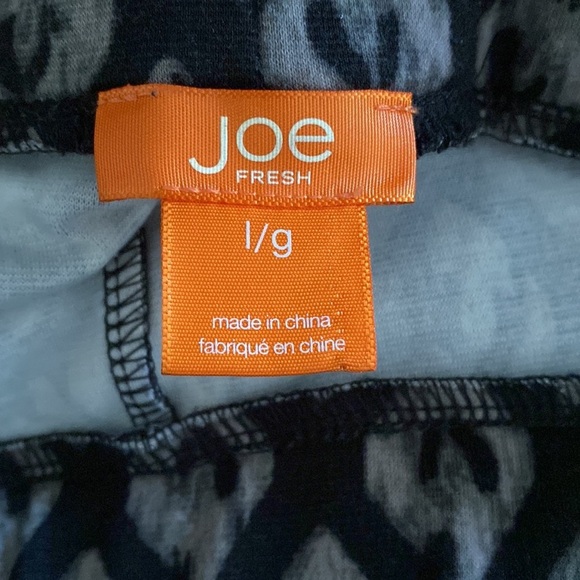 Joe
FRESH
l/g
made in china
fabriqué en chine